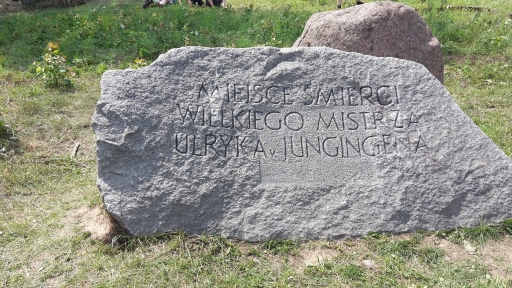 MIEJSCE ŚMIERCI
WIELKIEGO MISTRZA
ULRYKA v. JUNGINGENA